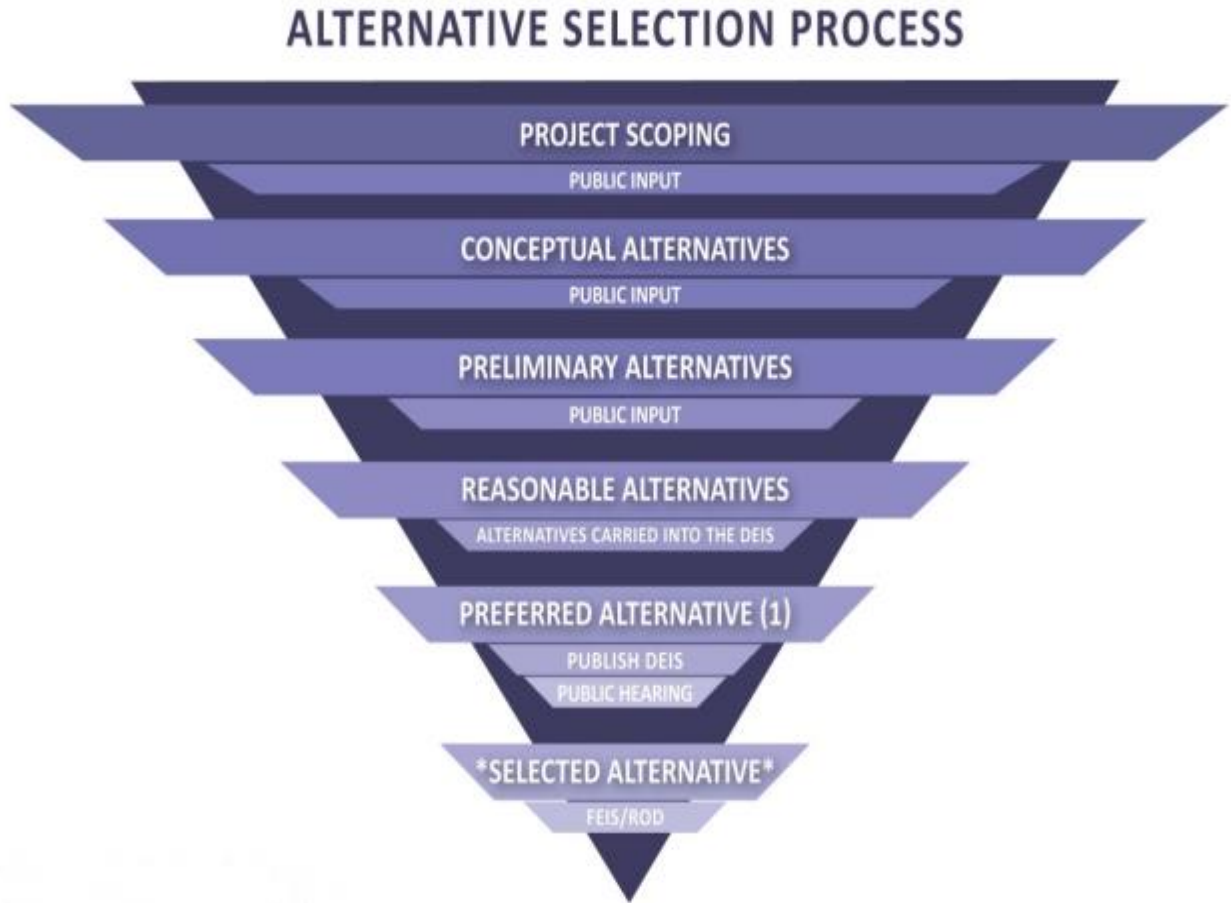 ALTERNATIVE SELECTION PROCESS
PROJECT SCOPING
PUBLIC INPUT
CONCEPTUAL ALTERNATIVES
PUBLIC INPUT
PRELIMINARY ALTERNATIVES
PUBLIC INPUT
REASONABLE ALTERNATIVES
ALTERNATIVES CARRIED INTO THE DEIS
PREFERRED ALTERNATIVE (1)
PUBLISH DEIS
PUBLIC HEARING
*SELECTED ALTERNATIVE*
FEIS/ROD